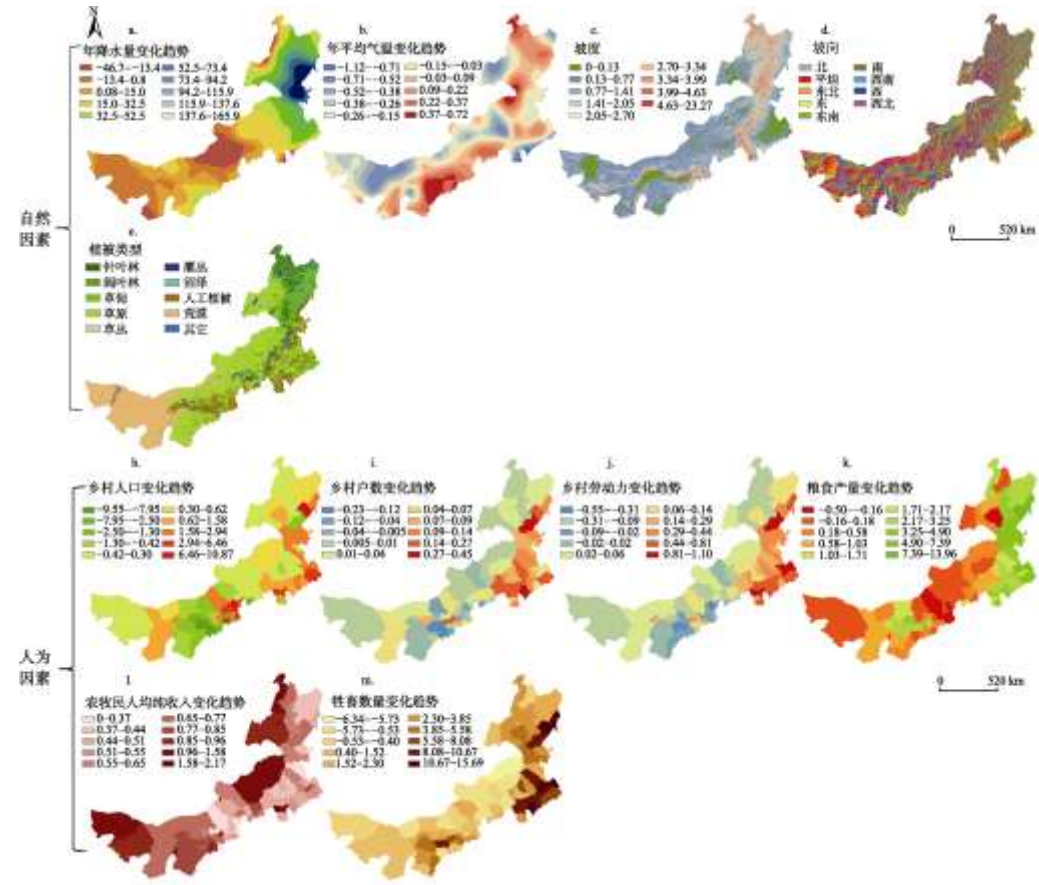 N
a.
年降水量变化趋势
-46.7~-13.4 52.5~73.4
-13.4~0.8 73.4~94.2
0.08~15.0 94.2~115.9
15.0~32.5 115.9~137.6
32.5~52.5 137.6~165.9
b.
年平均气温变化趋势
-1.12~-0.71 -0.15~-0.03
-0.71~-0.52 -0.03~0.09
-0.52~-0.38 0.09~0.22
-0.38~-0.26 0.22~0.37
-0.26~-0.15 0.37~0.72
c.
坡度
0~0.13 2.70~3.34
0.13~0.77 3.34~3.99
0.77~1.41 3.99~4.63
1.41~2.05 4.63~23.27
2.05~2.70
d.
坡向
北 南
平均 西南
东北 西
东 西北
东南
自然
因素
0 520 km
e.
植被类型
针叶林 灌丛
阔叶林 沼泽
草甸 人工植被
草原 荒漠
草丛 其它
h.
乡村人口变化趋势
-9.55~-7.95 0.30~0.62
-7.95~-2.50 0.62~1.58
-2.50~-1.30 1.58~2.94
-1.30~-0.42 2.94~6.46
-0.42~0.30 6.46~10.87
i.
乡村户数变化趋势
-0.23~-0.12 0.04~0.07
-0.12~-0.04 0.07~0.09
-0.04~-0.005 0.09~0.14
-0.005~0.01 0.14~0.27
0.01~0.04 0.27~0.45
j.
乡村劳动力变化趋势
-0.55~-0.31 0.06~0.14
-0.31~-0.09 0.14~0.29
-0.09~-0.02 0.29~0.44
-0.02~0.02 0.44~0.81
0.02~0.06 0.81~1.10
k.
粮食产量变化趋势
-0.50~-0.16 1.71~2.17
-0.16~0.18 2.17~3.25
0.18~0.58 3.25~4.90
0.58~1.03 4.90~7.39
1.03~1.71 7.39~13.96
人为
因素
0 520 km
l.
农牧民人均纯收入变化趋势
0~0.37 0.65~0.77
0.37~0.44 0.77~0.85
0.44~0.51 0.85~0.96
0.51~0.55 0.96~1.58
0.55~0.65 1.58~2.17
m.
牲畜数量变化趋势
-6.34~-5.73 2.30~3.85
-5.73~-0.53 3.85~5.58
-0.53~0.40 5.58~8.08
0.40~1.52 8.08~10.67
1.52~2.30 10.67~15.69